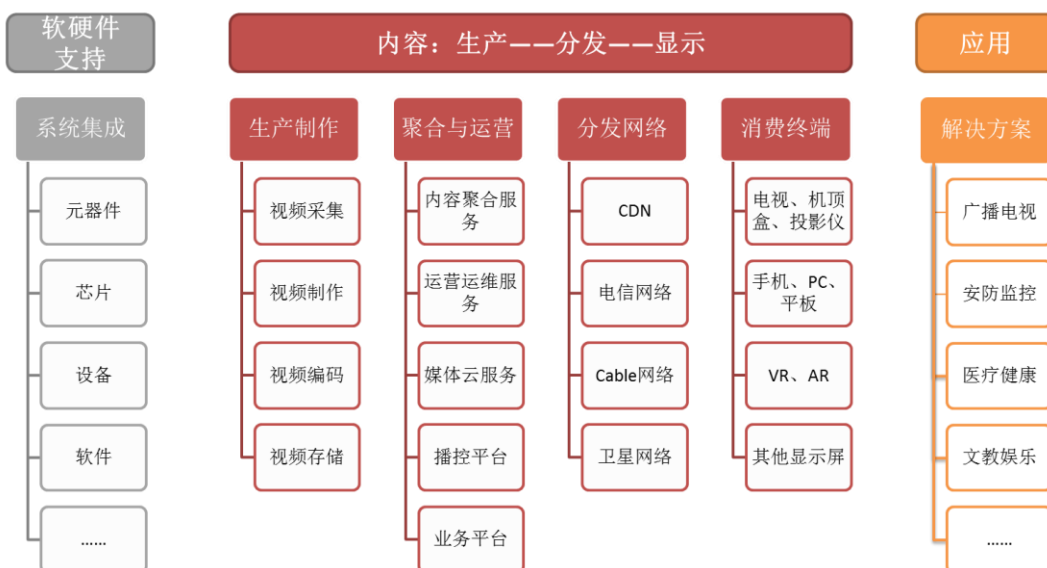 软硬件
支持
内容：生产——分发——显示
应用
系统集成
元器件
芯片
设备
软件
......
生产制作
视频采集
视频制作
视频编码
视频存储
聚合与运营
内容聚合服
务
运营运维服
务
媒体云服务
播控平台
业务平台
分发网络
CDN
电信网络
Cable网络
卫星网络
消费终端
电视、机顶
盒、投影仪
手机、PC、
平板
VR、AR
其他显示屏
解决方案
广播电视
安防监控
医疗健康
文教娱乐
......